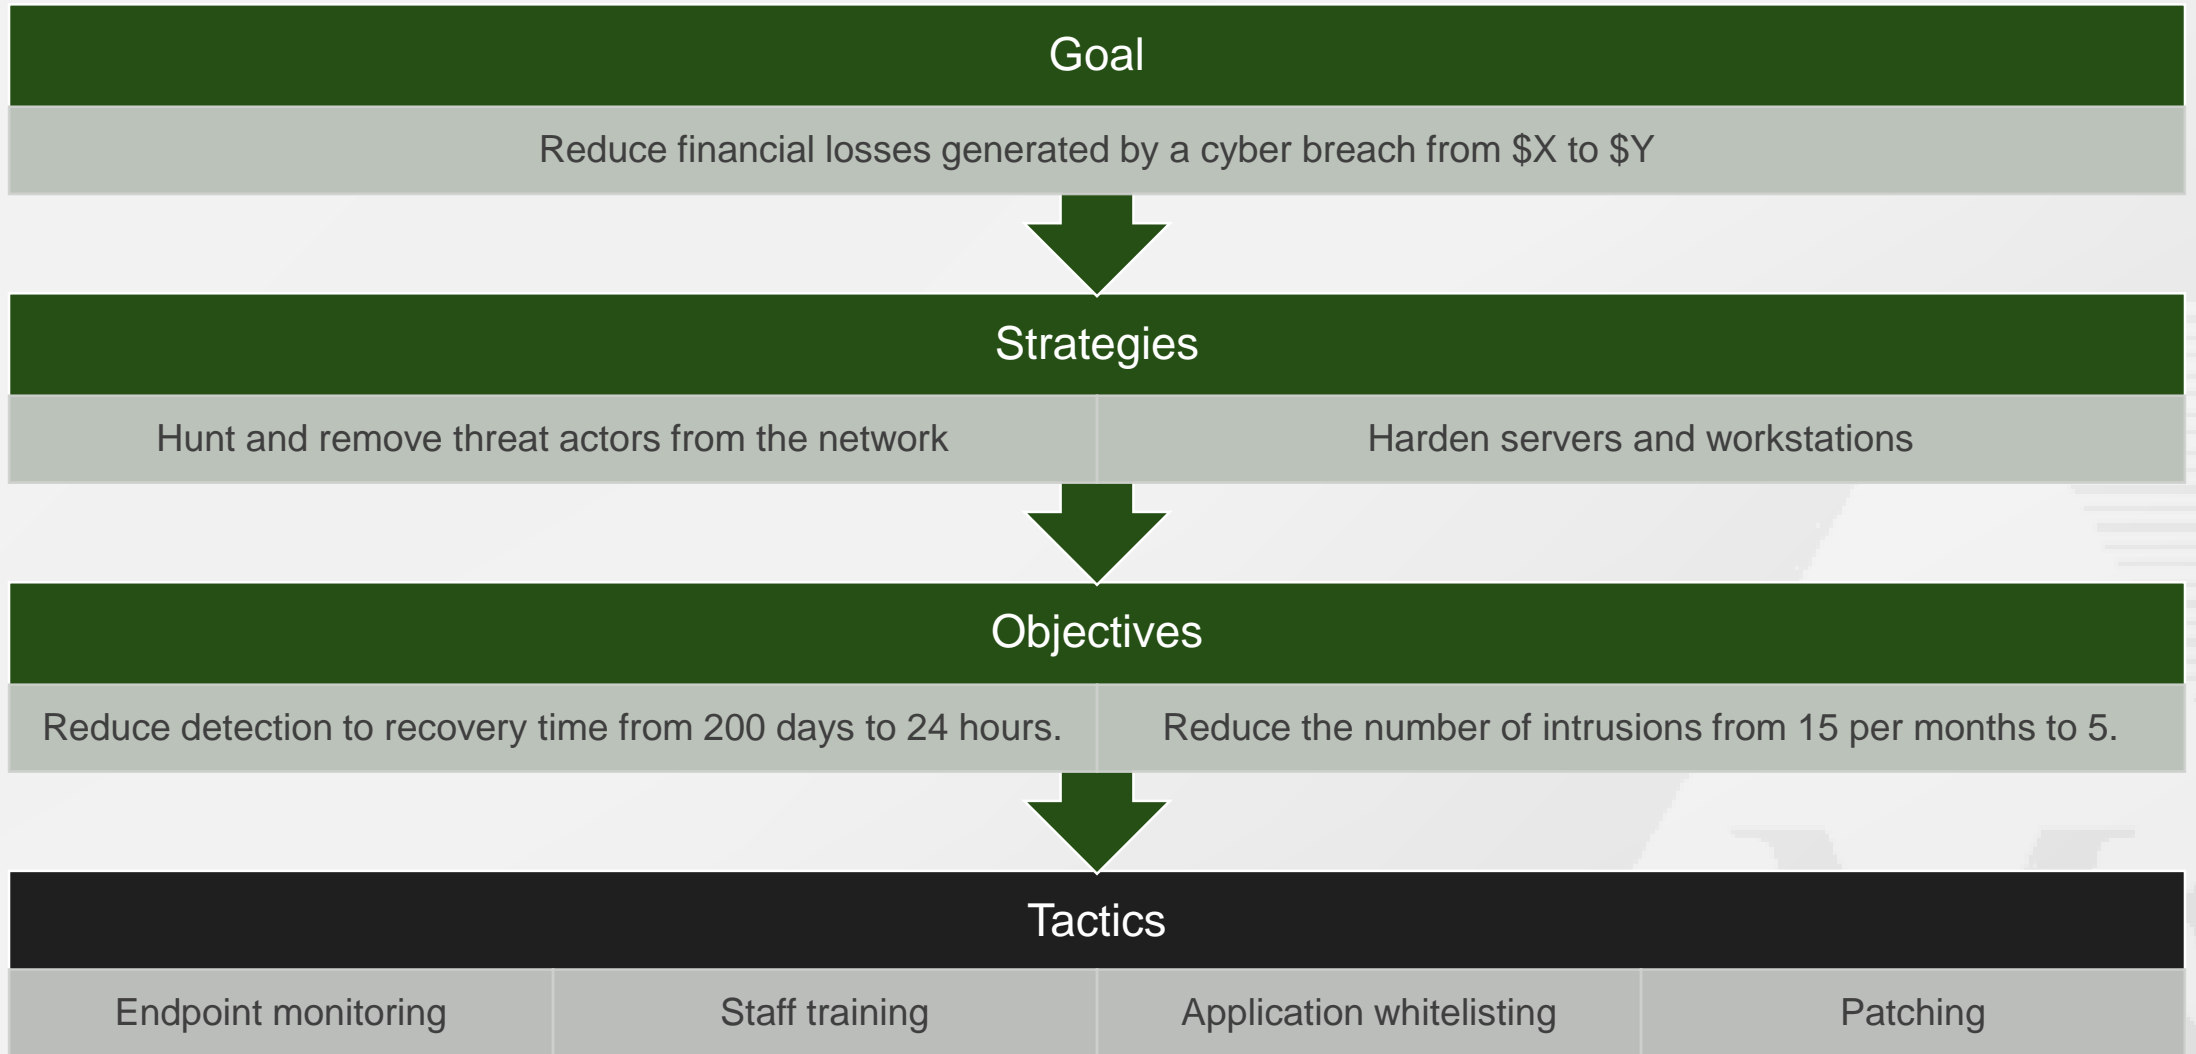 Goal
Reduce financial losses generated by a cyber breach from $X to $Y
Strategies
Hunt and remove threat actors from the network
Harden servers and workstations
Objectives
Reduce detection to recovery time from 200 days to 24 hours.
Reduce the number of intrusions from 15 per months to 5.
Tactics
Endpoint monitoring
Staff training
Application whitelisting
Patching